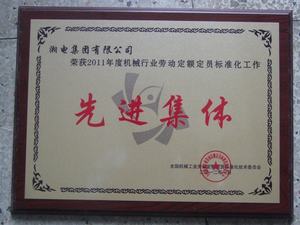 湘电集团有限公司
荣获2011年度机械行业劳动定额定员标准化工作
先进集体